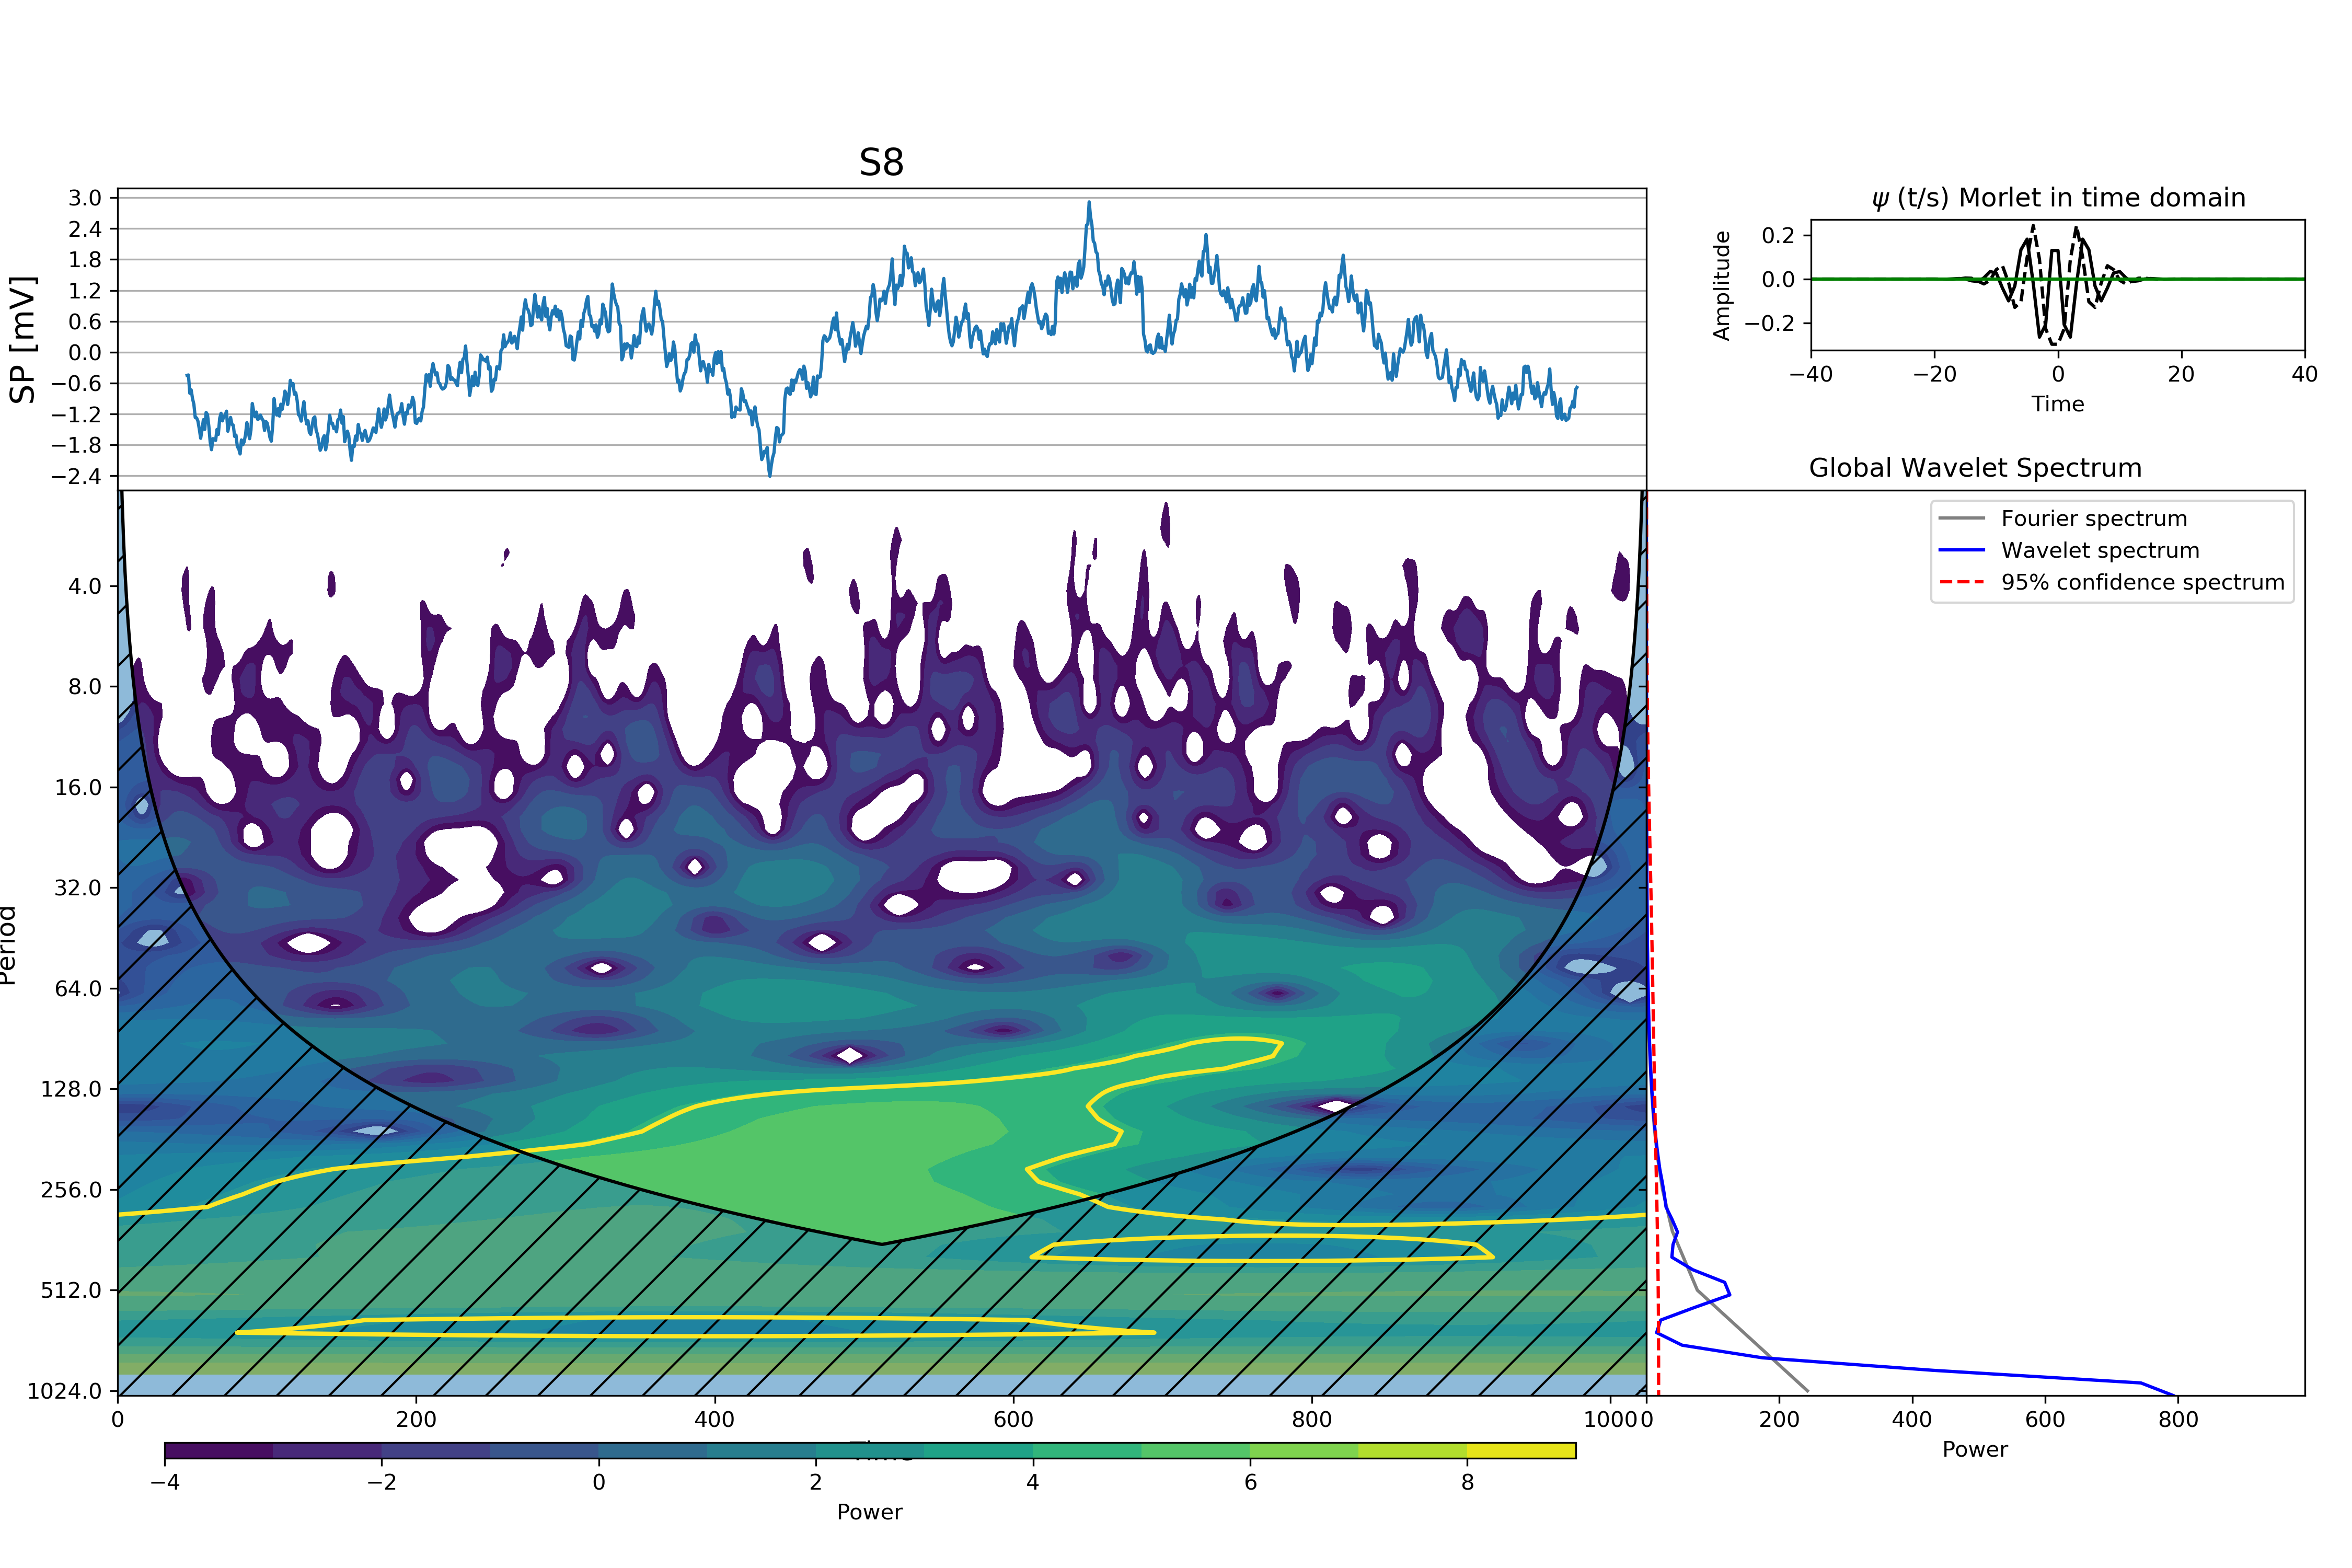 S8
SP [mV]
3.0
2.4
1.8
1.2
0.6
0.0
−0.6
−1.2
−1.8
−2.4
ψ (t/s) Morlet in time domain
Amplitude
0.2
0.0
−0.2
−40 −20 0 20 40
Time
Global Wavelet Spectrum
Fourier spectrum
Wavelet spectrum
95% confidence spectrum
Period
4.0
8.0
16.0
32.0
64.0
128.0
256.0
512.0
1024.0
0 200 400 600 800 1000
0 200 400 600 800
Power
Time
−4 −2 0 2 4 6 8
Power